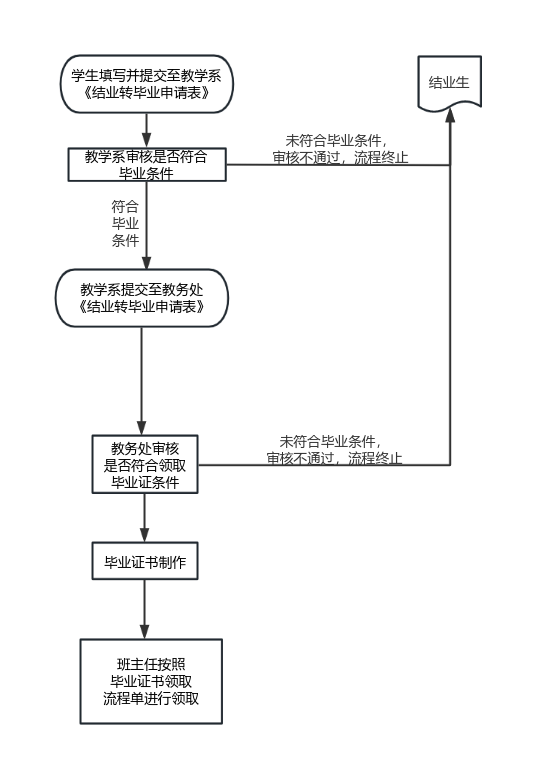 学生填写并提交至教学系
《结业转毕业申请表》
结业生
教学系审核是否符合
毕业条件
未符合毕业条件，
审核不通过，流程终止
符合
毕业
条件
教学系提交至教务处
《结业转毕业申请表》
教务处审核
是否符合领取
毕业证条件
未符合毕业条件，
审核不通过，流程终止
毕业证书制作
班主任按照
毕业证书领取
流程单进行领取